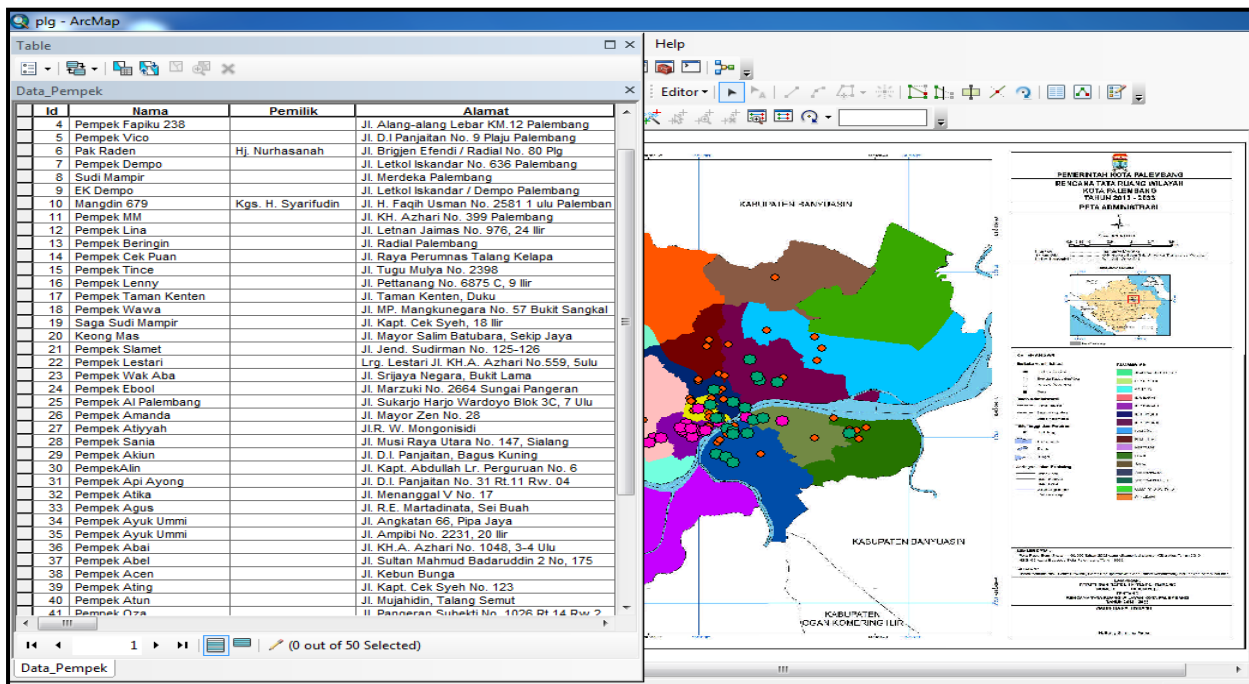 plg - ArcMap
Table
Help
Editor
Data_Pempek
Id Nama Pemilik Alamat
4 Pempek Fapiku 238 Jl. Alang-alang Lebar KM.12 Palembang
5 Pempek Vico Jl. D.I Panjaitan No. 9 Plaju Palembang
6 Pak Raden Hj. Nurhasanah Jl. Brigjen Efendi / Radial No. 80 Plg
7 Pempek Dempo Jl. Letkol Iskandar No. 636 Palembang
8 Sudi Mampir Jl. Merdeka Palembang
9 EK Dempo Jl. Letkol Iskandar / Dempo Palembang
10 Mangdin 679 Kgs. H. Syarifudin Jl. H. Faqih Usman No. 2581 1 ulu Palemban
11 Pempek MM Jl. KH. Azhari No. 399 Palembang
12 Pempek Lina Jl. Letnan Jaimas No. 976, 24 Ilir
13 Pempek Beringin Jl. Radial Palembang
14 Pempek Cek Puan Jl. Raya Perumnas Talang Kelapa
15 Pempek Tince Jl. Tugu Mulya No. 2398
16 Pempek Lenny Jl. Pettanang No. 6875 C, 9 Ilir
17 Pempek Taman Kenten Jl. Taman Kenten, Duku
18 Pempek Wawa Jl. MP. Mangkunegara No. 57 Bukit Sangkal
19 Saga Sudi Mampir Jl. Kapt. Cek Syeh, 18 Ilir
20 Keong Mas Jl. Mayor Salim Batubara, Sekip Jaya
21 Pempek Slamet Jl. Jend. Sudirman No. 125-126
22 Pempek Lestari Lrg. Lestari Jl. KH.A. Azhari No.559, 5ulu
23 Pempek Wak Aba Jl. Srijaya Negara, Bukit Lama
24 Pempek Ebool Jl. Marzuki No. 2664 Sungai Pangeran
25 Pempek Al Palembang Jl. Sukarjo Harjo Wardoyo Blok 3C, 7 Ulu
26 Pempek Amanda Jl. Mayor Zen No. 28
27 Pempek Atiyyah Jl.R. W. Mongonisidi
28 Pempek Sania Jl. Musi Raya Utara No. 147, Sialang
29 Pempek Akiun Jl. D.I. Panjaitan, Bagus Kuning
30 PempekAlin Jl. Kapt. Abdullah Lr. Perguruan No. 6
31 Pempek Api Ayong Jl. D.I. Panjaitan No. 31 Rt.11 Rw. 04
32 Pempek Atika Jl. Menanggal V No. 17
33 Pempek Agus Jl. R.E. Martadinata, Sei Buah
34 Pempek Ayuk Ummi Jl. Angkatan 66, Pipa Jaya
35 Pempek Ayuk Ummi Jl. Ampibi No. 2231, 20 Ilir
36 Pempek Abai Jl. KH.A. Azhari No. 1048, 3-4 Ulu
37 Pempek Abel Jl. Sultan Mahmud Badaruddin 2 No, 175
38 Pempek Acen Jl. Kebun Bunga
39 Pempek Ating Jl. Kapt. Cek Syeh No. 123
40 Pempek Atun Jl. Mujahidin, Talang Semut
41 Pempek Oza Jl. Pangeran Subekti No. 1026 Rt 14 Rw 2
1
(0 out of 50 Selected)
Data_Pempek
KABUPATEN BANYUASIN
KABUPATEN BANYUASIN
KABUPATEN
OGAN KOMERING ILIR
PEMERINTAH KOTA PALEMBANG
RENCANA TATA RUANG WILAYAH
KOTA PALEMBANG
TAHUN 2013 - 2033
PETA ADMINISTRASI